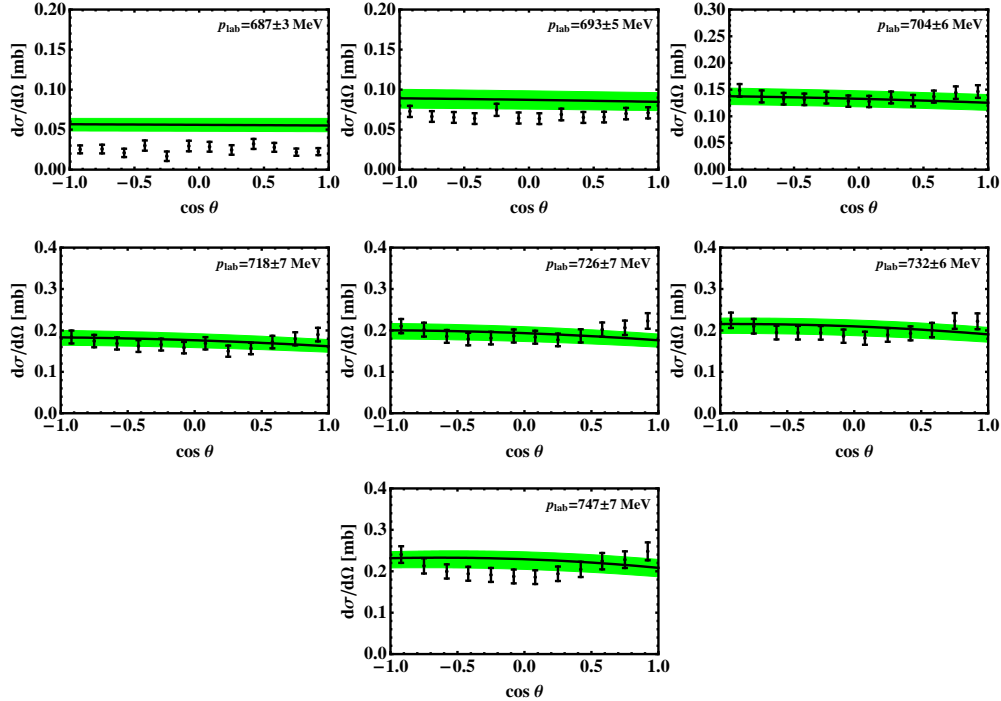 p_lab=687±3 MeV
dσ/dΩ [mb]
0.20
0.15
0.10
0.05
0.00
−1.0 −0.5 0.0 0.5 1.0
cos θ
p_lab=693±5 MeV
dσ/dΩ [mb]
0.20
0.15
0.10
0.05
0.00
−1.0 −0.5 0.0 0.5 1.0
cos θ
p_lab=704±6 MeV
dσ/dΩ [mb]
0.30
0.25
0.20
0.15
0.10
0.05
0.00
−1.0 −0.5 0.0 0.5 1.0
cos θ
p_lab=718±7 MeV
dσ/dΩ [mb]
0.4
0.3
0.2
0.1
0.0
−1.0 −0.5 0.0 0.5 1.0
cos θ
p_lab=726±7 MeV
dσ/dΩ [mb]
0.4
0.3
0.2
0.1
0.0
−1.0 −0.5 0.0 0.5 1.0
cos θ
p_lab=732±6 MeV
dσ/dΩ [mb]
0.4
0.3
0.2
0.1
0.0
−1.0 −0.5 0.0 0.5 1.0
cos θ
p_lab=747±7 MeV
dσ/dΩ [mb]
0.4
0.3
0.2
0.1
0.0
−1.0 −0.5 0.0 0.5 1.0
cos θ